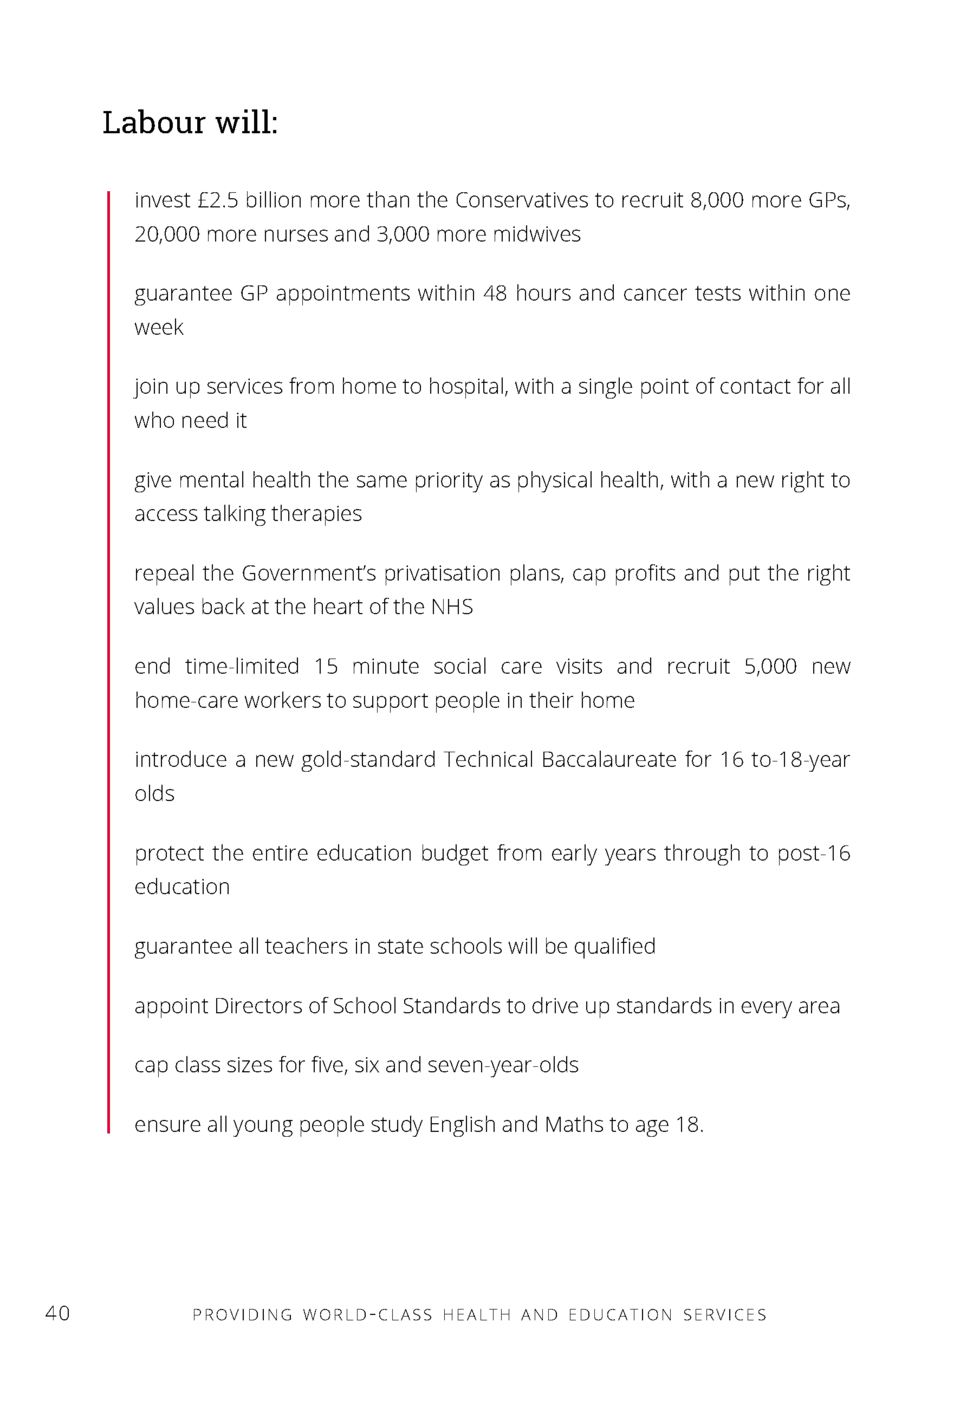 Labour will:
invest £2.5 billion more than the Conservatives to recruit 8,000 more GPs,
20,000 more nurses and 3,000 more midwives
guarantee GP appointments within 48 hours and cancer tests within one
week
join up services from home to hospital, with a single point of contact for all
who need it
give mental health the same priority as physical health, with a new right to
access talking therapies
repeal the Government’s privatisation plans, cap profits and put the right
values back at the heart of the NHS
end time-limited 15 minute social care visits and recruit 5,000 new
home-care workers to support people in their home
introduce a new gold-standard Technical Baccalaureate for 16 to-18-year
olds
protect the entire education budget from early years through to post-16
education
guarantee all teachers in state schools will be qualified
appoint Directors of School Standards to drive up standards in every area
cap class sizes for five, six and seven-year-olds
ensure all young people study English and Maths to age 18.
40 PROVIDING WORLD-CLASS HEALTH AND EDUCATION SERVICES